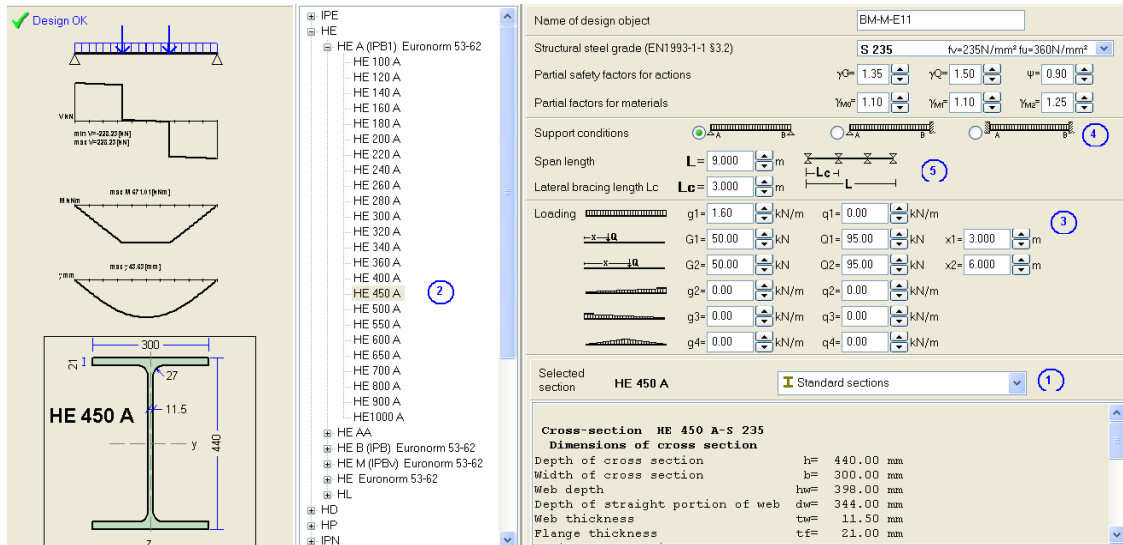 Design OK
V kN
min V=-228.23[kN]
max V=228.23[kN]
max M 671.01[kNm]
M kNm
max y 43.63[mm]
y mm
300
21
27
11.5
HE 450 A
y
440
z
IPE
HE
HE A (IPB1) Euronorm 53-62
HE 100 A
HE 120 A
HE 140 A
HE 160 A
HE 180 A
HE 200 A
HE 220 A
HE 240 A
HE 260 A
HE 280 A
HE 300 A
HE 320 A
HE 340 A
HE 360 A
HE 400 A
HE 450 A
2
HE 500 A
HE 550 A
HE 600 A
HE 650 A
HE 700 A
HE 800 A
HE 900 A
HE1000 A
HE AA
HE B (IPB) Euronorm 53-62
HE M (IPBv) Euronorm 53-62
HE Euronorm 53-62
HL
HD
HP
IPN
Name of design object BM-M-E11
Structural steel grade (EN1993-1-1 §3.2) S 235 fy=235N/mm² fu=360N/mm²
Partial safety factors for actions γG= 1.35 γQ= 1.50 ψ= 0.90
Partial factors for materials γM0= 1.10 γM1= 1.10 γM2= 1.25
Support conditions A B A B A B 4
Span length L= 9.000 m
Lc L 5
Lateral bracing length Lc Lc= 3.000 m
Loading g1= 1.60 kN/m q1= 0.00 kN/m 3
x Q G1= 50.00 kN Q1= 95.00 kN x1= 3.000 m
x Q G2= 50.00 kN Q2= 95.00 kN x2= 6.000 m
g2= 0.00 kN/m q2= 0.00 kN/m
g3= 0.00 kN/m q3= 0.00 kN/m
g4= 0.00 kN/m q4= 0.00 kN/m
Selected section HE 450 A Standard sections 1
Cross-section HE 450 A-S 235
Dimensions of cross section
Depth of cross section h= 440.00 mm
Width of cross section b= 300.00 mm
Web depth hw= 398.00 mm
Depth of straight portion of web dw= 344.00 mm
Web thickness tw= 11.50 mm
Flange thickness tf= 21.00 mm